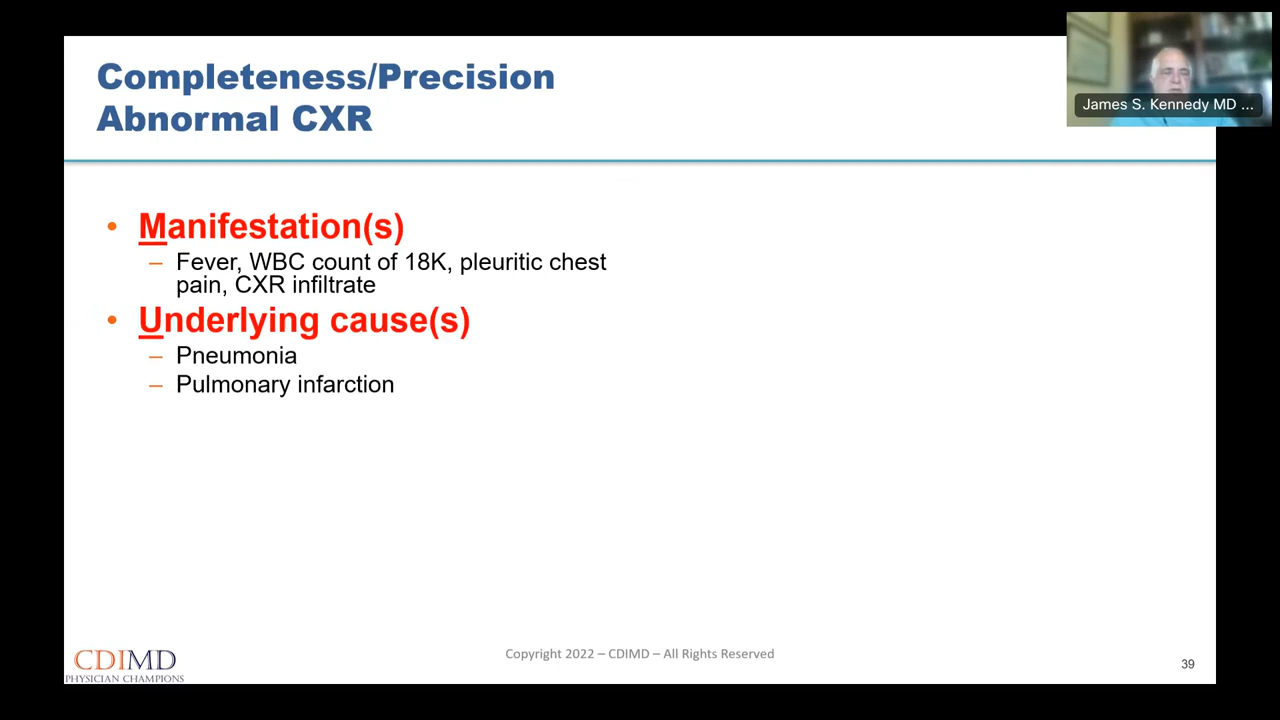 Completeness/Precision
Abnormal CXR
James S. Kennedy MD ...
• Manifestation(s)
– Fever, WBC count of 18K, pleuritic chest
pain, CXR infiltrate
• Underlying cause(s)
– Pneumonia
– Pulmonary infarction
CDIMD
PHYSICIAN CHAMPIONS
Copyright 2022 – CDIMD – All Rights Reserved
39